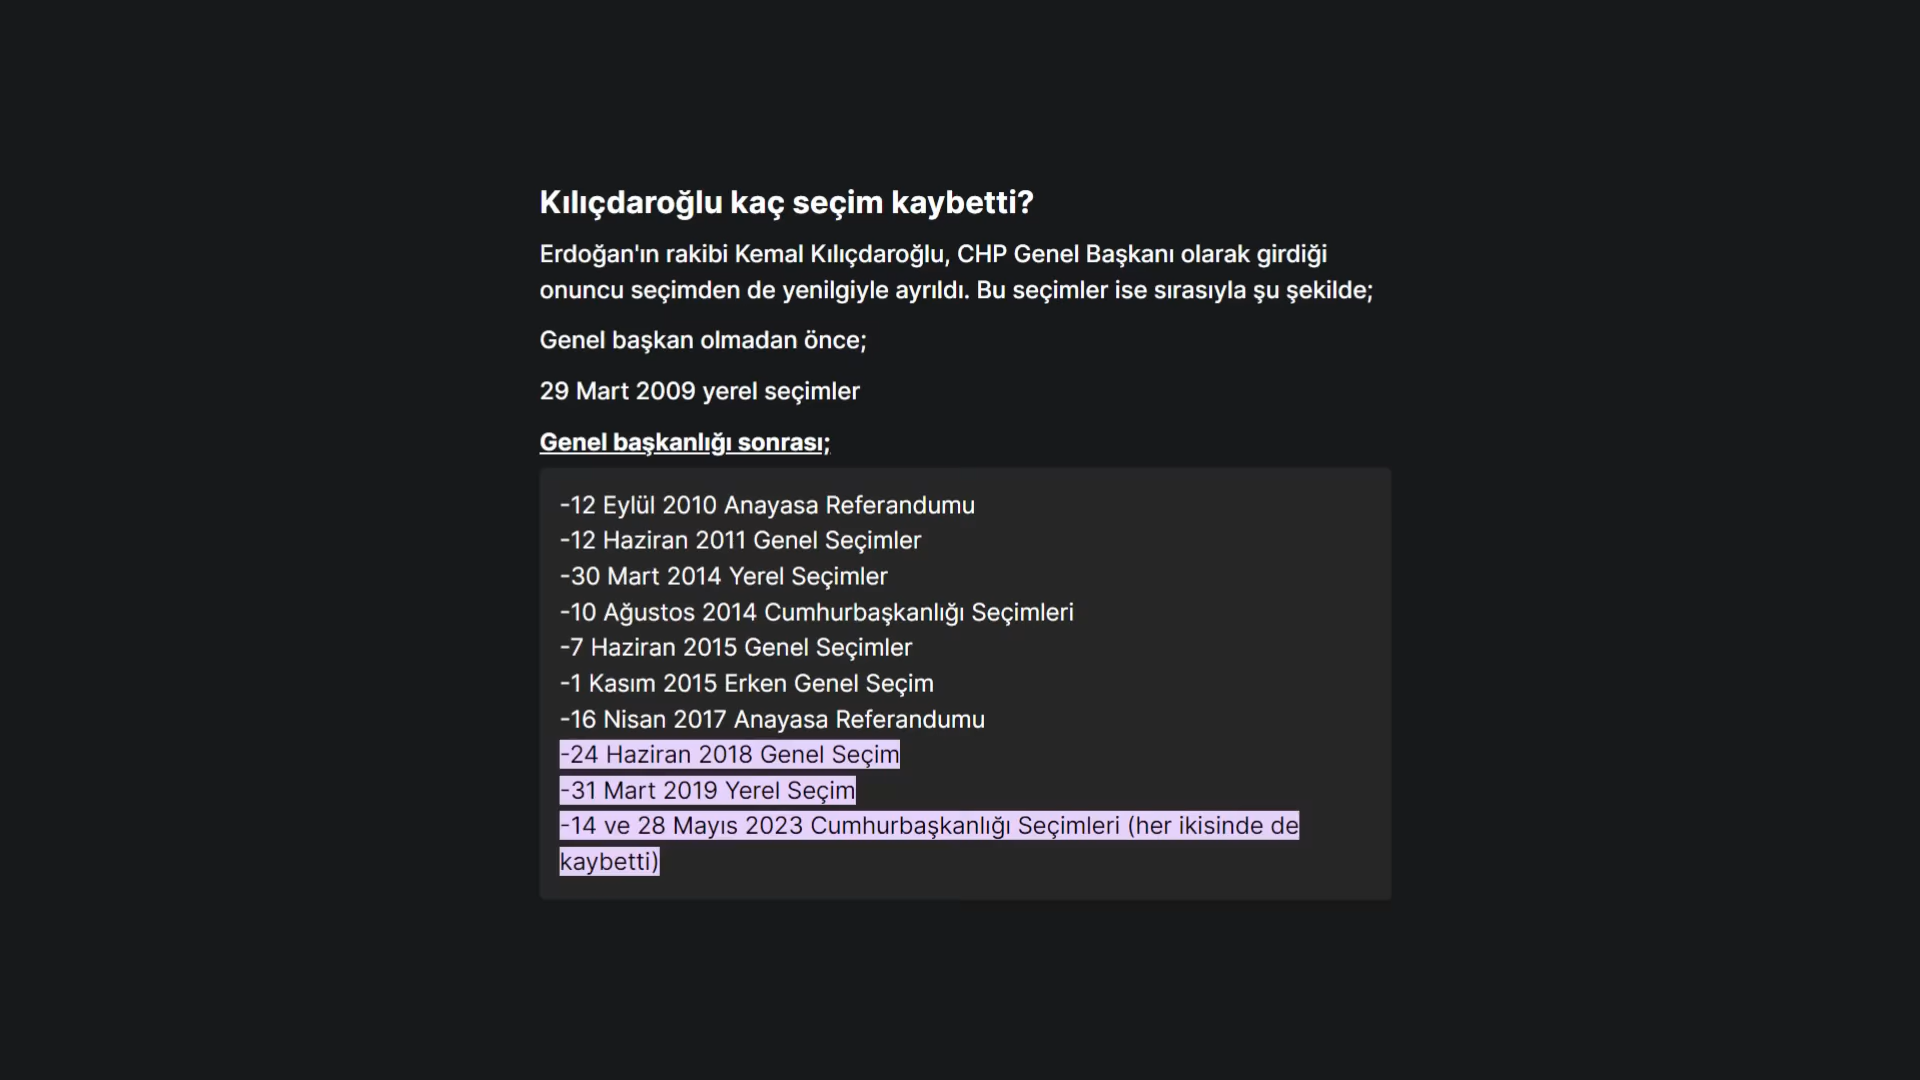 Kılıçdaroğlu kaç seçim kaybetti?
Erdoğan'ın rakibi Kemal Kılıçdaroğlu, CHP Genel Başkanı olarak girdiği
onuncu seçimden de yenilgiyle ayrıldı. Bu seçimler ise sırasıyla şu şekilde;
Genel başkan olmadan önce;
29 Mart 2009 yerel seçimler
Genel başkanlığı sonrası;
-12 Eylül 2010 Anayasa Referandumu
-12 Haziran 2011 Genel Seçimler
-30 Mart 2014 Yerel Seçimler
-10 Ağustos 2014 Cumhurbaşkanlığı Seçimleri
-7 Haziran 2015 Genel Seçimler
-1 Kasım 2015 Erken Genel Seçim
-16 Nisan 2017 Anayasa Referandumu
-24 Haziran 2018 Genel Seçim
-31 Mart 2019 Yerel Seçim
-14 ve 28 Mayıs 2023 Cumhurbaşkanlığı Seçimleri (her ikisinde de
kaybetti)